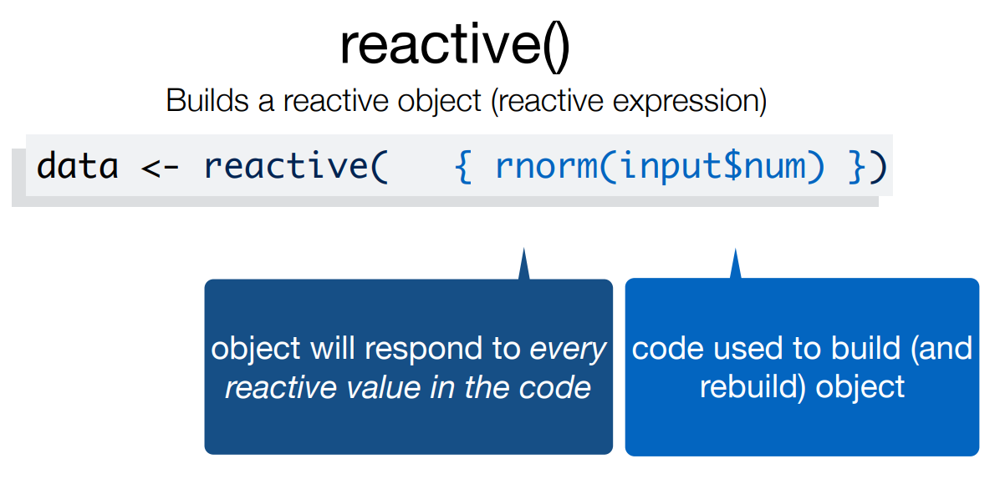 reactive()
Builds a reactive object (reactive expression)
data <- reactive( { rnorm(input$num) })
object will respond to every
reactive value in the code
code used to build (and
rebuild) object